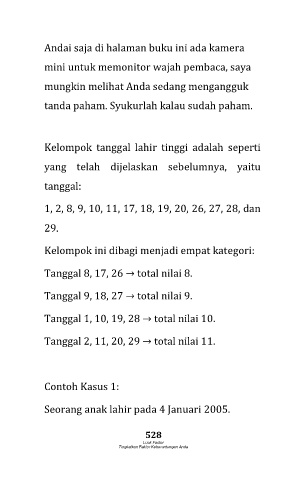 Andai saja di halaman buku ini ada kamera
mini untuk memonitor wajah pembaca, saya
mungkin melihat Anda sedang mengangguk
tanda paham. Syukurlah kalau sudah paham.
Kelompok tanggal lahir tinggi adalah seperti
yang telah dijelaskan sebelumnya, yaitu
tanggal:
1, 2, 8, 9, 10, 11, 17, 18, 19, 20, 26, 27, 28, dan
29.
Kelompok ini dibagi menjadi empat kategori:
Tanggal 8, 17, 26 → total nilai 8.
Tanggal 9, 18, 27 → total nilai 9.
Tanggal 1, 10, 19, 28 → total nilai 10.
Tanggal 2, 11, 20, 29 → total nilai 11.
Contoh Kasus 1:
Seorang anak lahir pada 4 Januari 2005.
528
Luck Factor
Tingkatkan Faktor Keberuntungan Anda